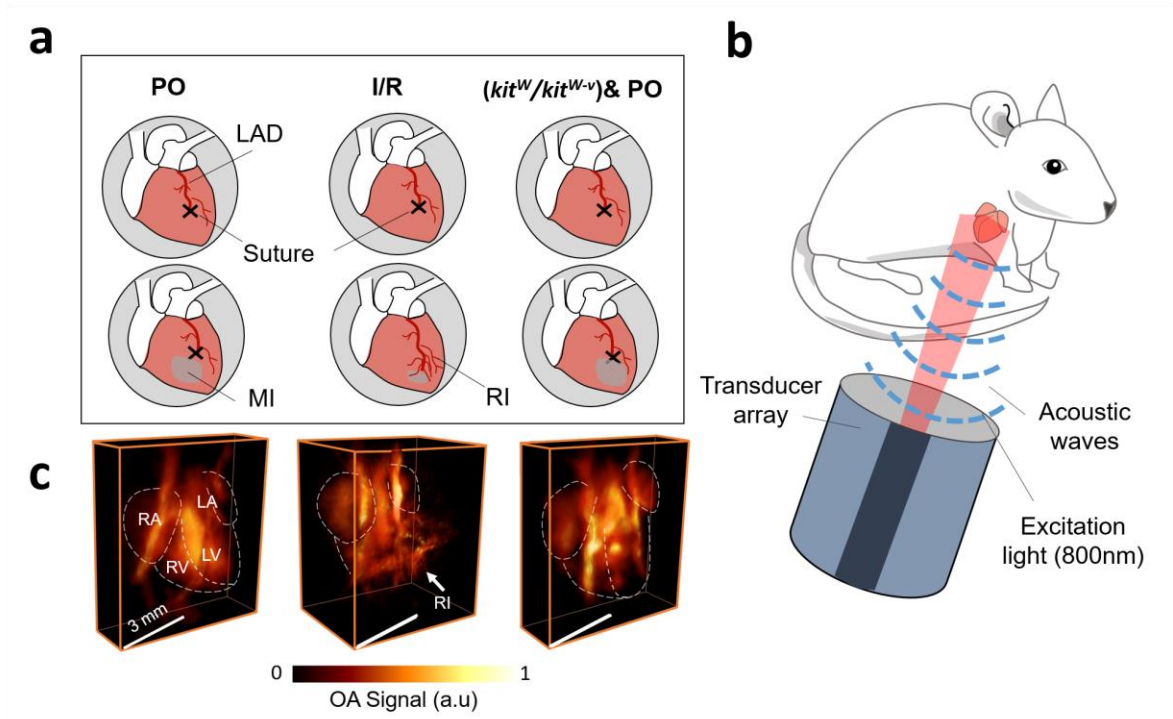 a
PO
I/R
(kitᵂ/kitᵂ⁻ᵛ)& PO
LAD
Suture
MI
RI
b
Transducer
array
Acoustic
waves
Excitation
light (800nm)
c
RA
LA
RV
LV
3 mm
RI
0
1
OA Signal (a.u)